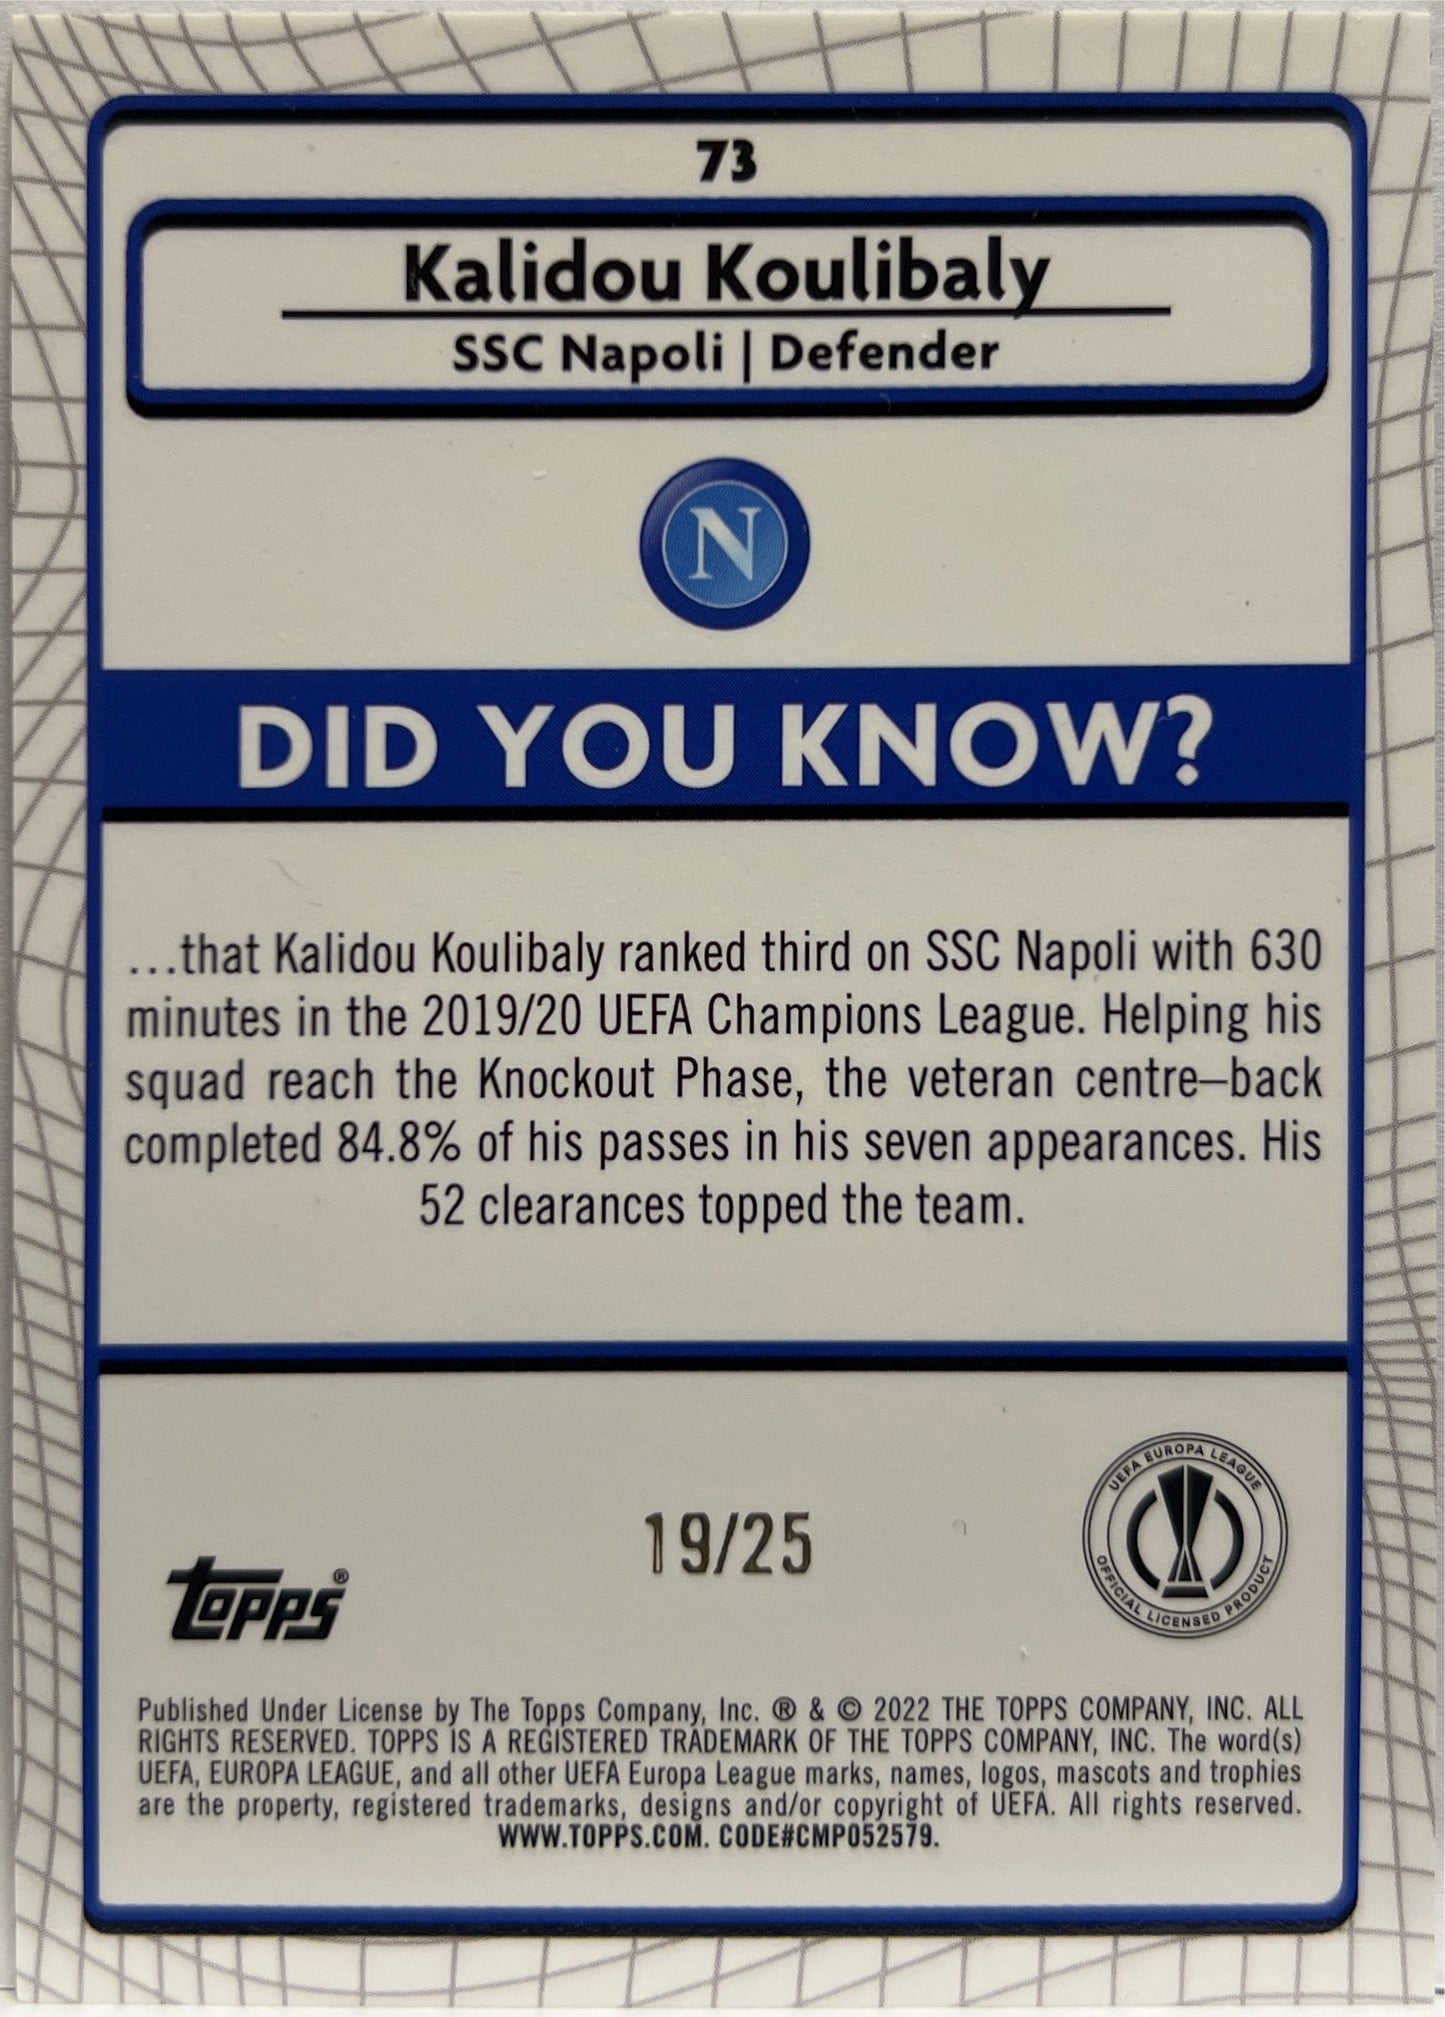 73
Kalidou Koulibaly
SSC Napoli | Defender
N
DID YOU KNOW?
...that Kalidou Koulibaly ranked third on SSC Napoli with 630
minutes in the 2019/20 UEFA Champions League. Helping his
squad reach the Knockout Phase, the veteran centre–back
completed 84.8% of his passes in his seven appearances. His
52 clearances topped the team.
19/25
UEFA EUROPA LEAGUE
OFFICIAL LICENSED PRODUCT
topps®
Published Under License by The Topps Company, Inc. ® & © 2022 THE TOPPS COMPANY, INC. ALL
RIGHTS RESERVED. TOPPS IS A REGISTERED TRADEMARK OF THE TOPPS COMPANY, INC. The word(s)
UEFA, EUROPA LEAGUE, and all other UEFA Europa League marks, names, logos, mascots and trophies
are the property, registered trademarks, designs and/or copyright of UEFA. All rights reserved.
WWW.TOPPS.COM. CODE#CMP052579.